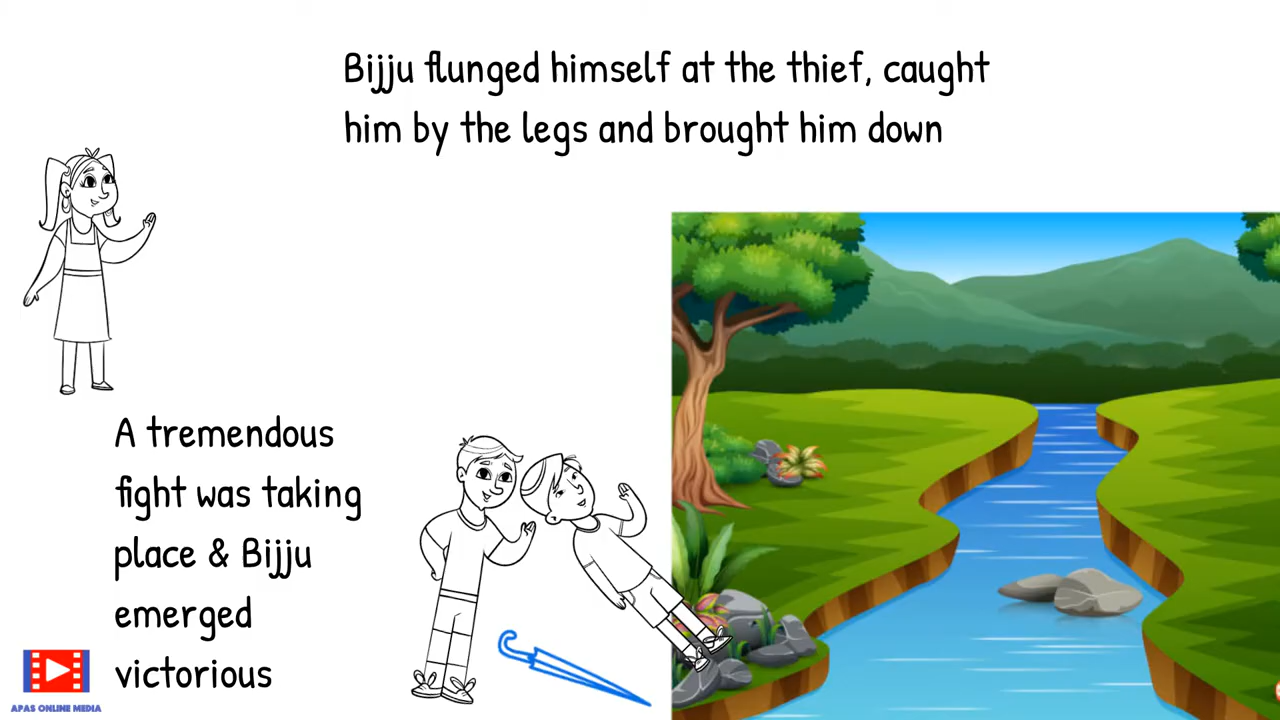 Bijju flunged himself at the thief, caught
him by the legs and brought him down
A tremendous
fight was taking
place & Bijju
emerged
victorious
APAS ONLINE MEDIA